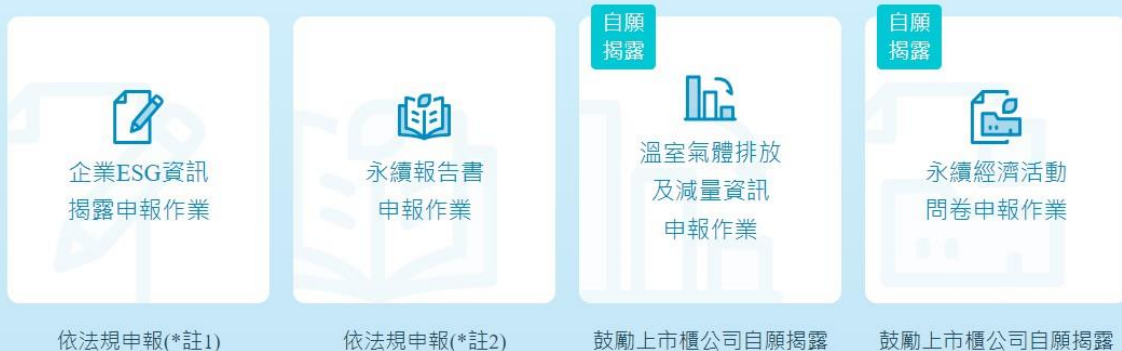 企業ESG資訊
揭露申報作業
依法規申報(*註1)
永續報告書
申報作業
依法規申報(*註2)
自願
揭露
溫室氣體排放
及減量資訊
申報作業
鼓勵上市櫃公司自願揭露
自願
揭露
永續經濟活動
問卷申報作業
鼓勵上市櫃公司自願揭露